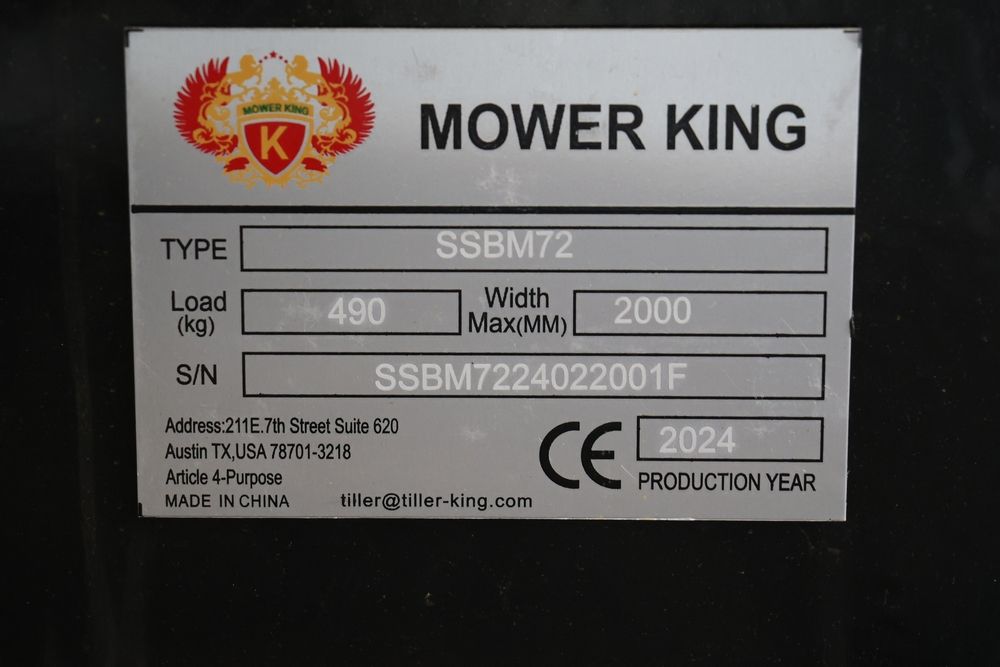 MOWER KING
K
MOWER KING
TYPE SSBM72
Load (kg) 490 Width Max(MM) 2000
S/N SSBM7224022001F
Address:211E.7th Street Suite 620
Austin TX,USA 78701-3218
Article 4-Purpose
MADE IN CHINA tiller@tiller-king.com
CE 2024
PRODUCTION YEAR